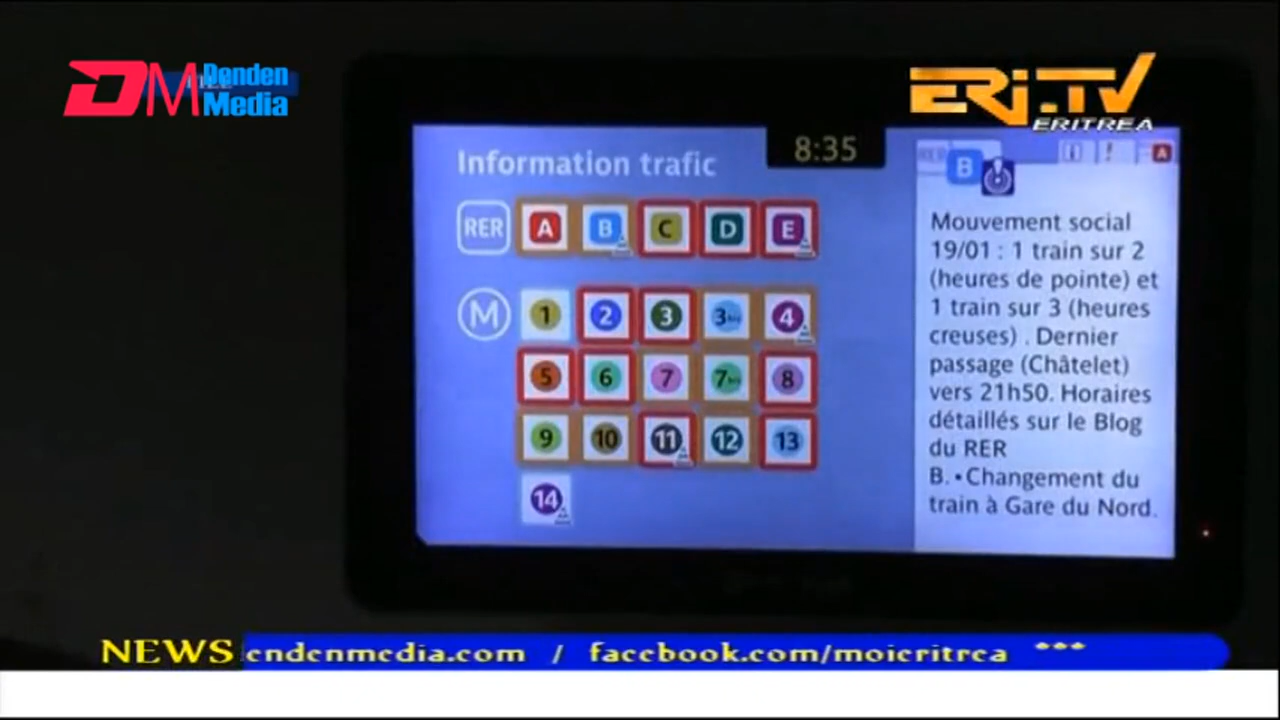 DM Denden
Media
ERi.TV
ERITREA
8:35
Information trafic
RER A B C D E
M 1 2 3 3bis 4
5 6 7 7bis 8
9 10 11 12 13
14
B
A
Mouvement social
19/01 : 1 train sur 2
(heures de pointe) et
1 train sur 3 (heures
creuses) . Dernier
passage (Châtelet)
vers 21h50. Horaires
détaillés sur le Blog
du RER
B. • Changement du
train à Gare du Nord.
NEWS endenmedia.com / facebook.com/moieritrea ***